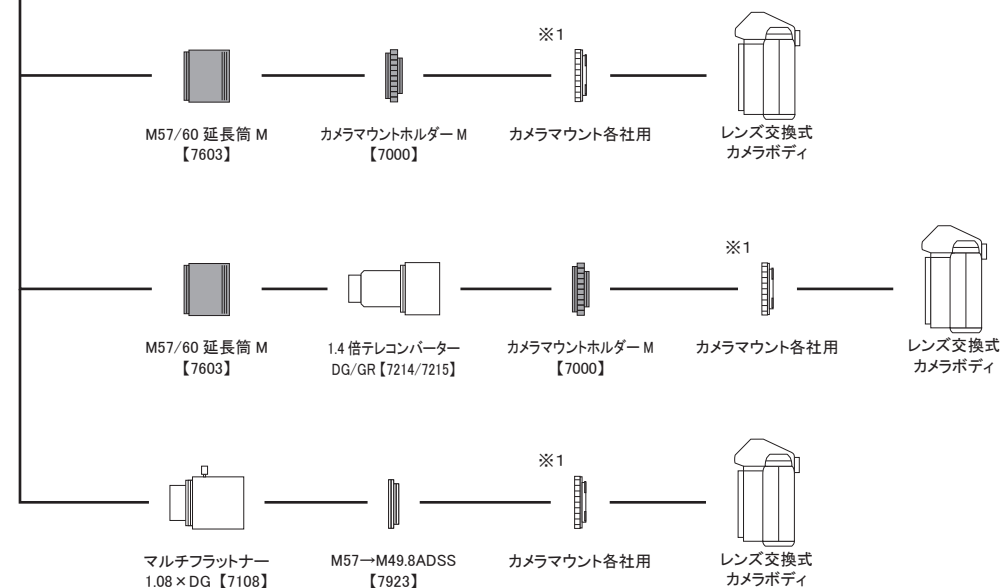 ※1
M57/60 延長筒 M
【7603】
カメラマウントホルダー M
【7000】
カメラマウント各社用
レンズ交換式
カメラボディ
※1
M57/60 延長筒 M
【7603】
1.4 倍テレコンバーター
DG/GR【7214/7215】
カメラマウントホルダー M
【7000】
カメラマウント各社用
レンズ交換式
カメラボディ
※1
マルチフラットナー
1.08×DG【7108】
M57→M49.8ADSS
【7923】
カメラマウント各社用
レンズ交換式
カメラボディ